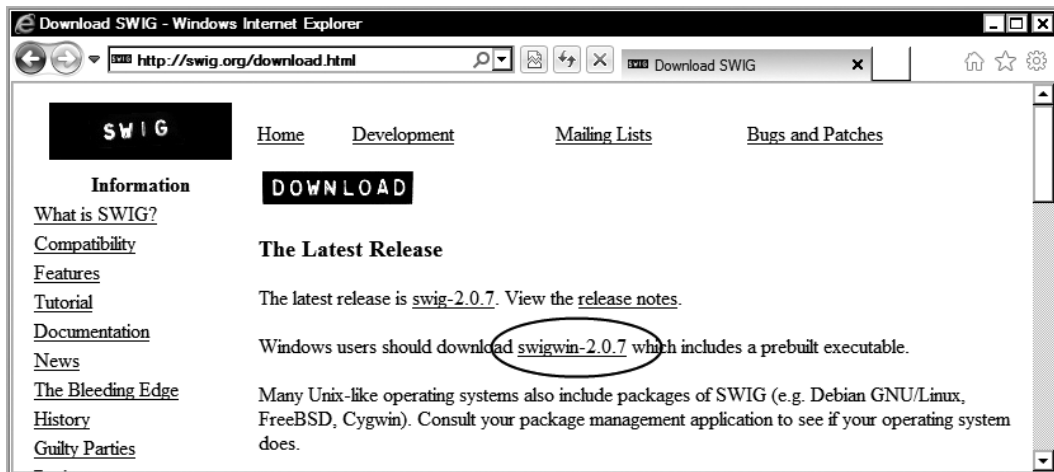 Download SWIG - Windows Internet Explorer
http://swig.org/download.html
Download SWIG
SWIG
Home Development Mailing Lists Bugs and Patches
Information
What is SWIG?
Compatibility
Features
Tutorial
Documentation
News
The Bleeding Edge
History
Guilty Parties
DOWNLOAD
The Latest Release
The latest release is swig-2.0.7. View the release notes.
Windows users should download swigwin-2.0.7 which includes a prebuilt executable.
Many Unix-like operating systems also include packages of SWIG (e.g. Debian GNU/Linux,
FreeBSD, Cygwin). Consult your package management application to see if your operating system
does.